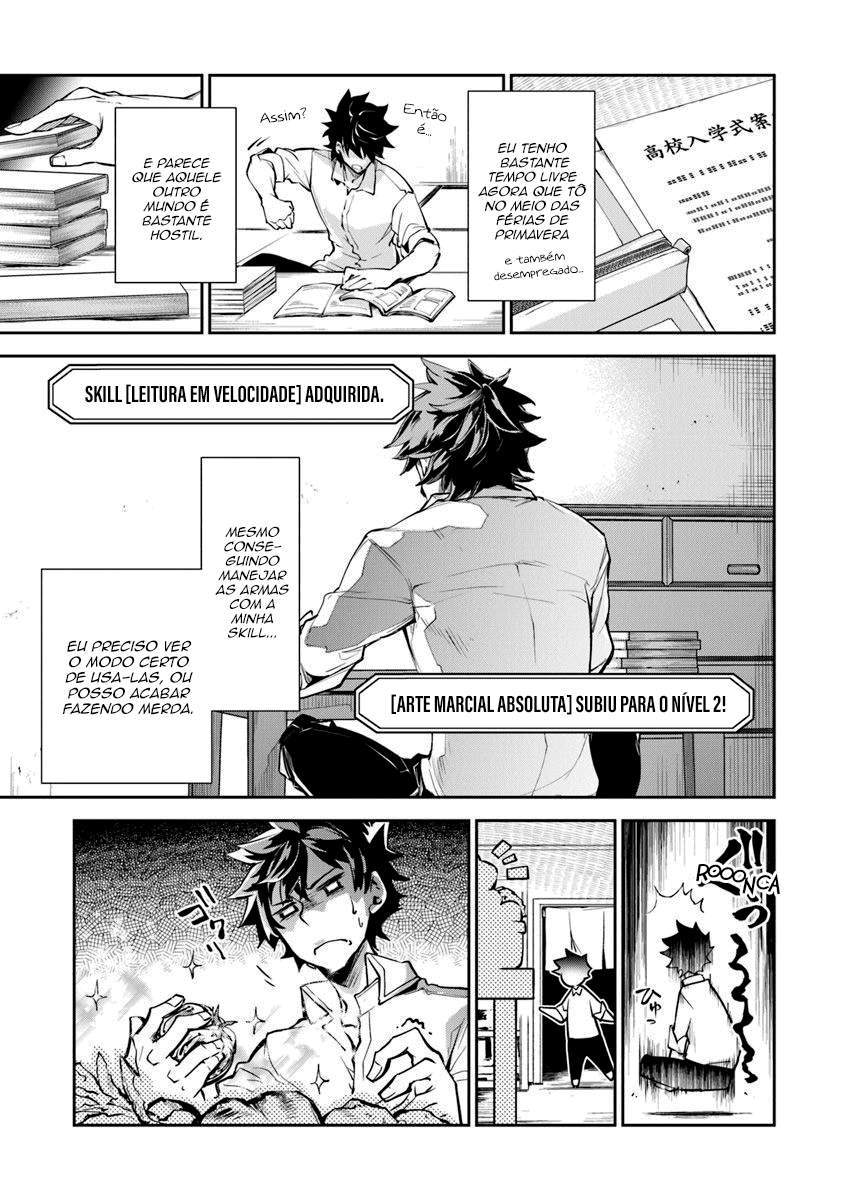 高校入学式案
EU TENHO
BASTANTE
TEMPO LIVRE
AGORA QUE TÔ
NO MEIO DAS
FÉRIAS DE
PRIMAVERA
e também
desempregado...
Então
é...
Assim?
E PARECE
QUE AQUELE
OUTRO
MUNDO É
BASTANTE
HOSTIL.
SKILL [LEITURA EM VELOCIDADE] ADQUIRIDA.
MESMO
CONSE-
GUINDO
MANEJAR
AS ARMAS
COM A
MINHA
SKILL...
EU PRECISO VER
O MODO CERTO
DE USA-LAS, OU
POSSO ACABAR
FAZENDO MERDA.
[ARTE MARCIAL ABSOLUTA] SUBIU PARA O NÍVEL 2!
ROOONCA